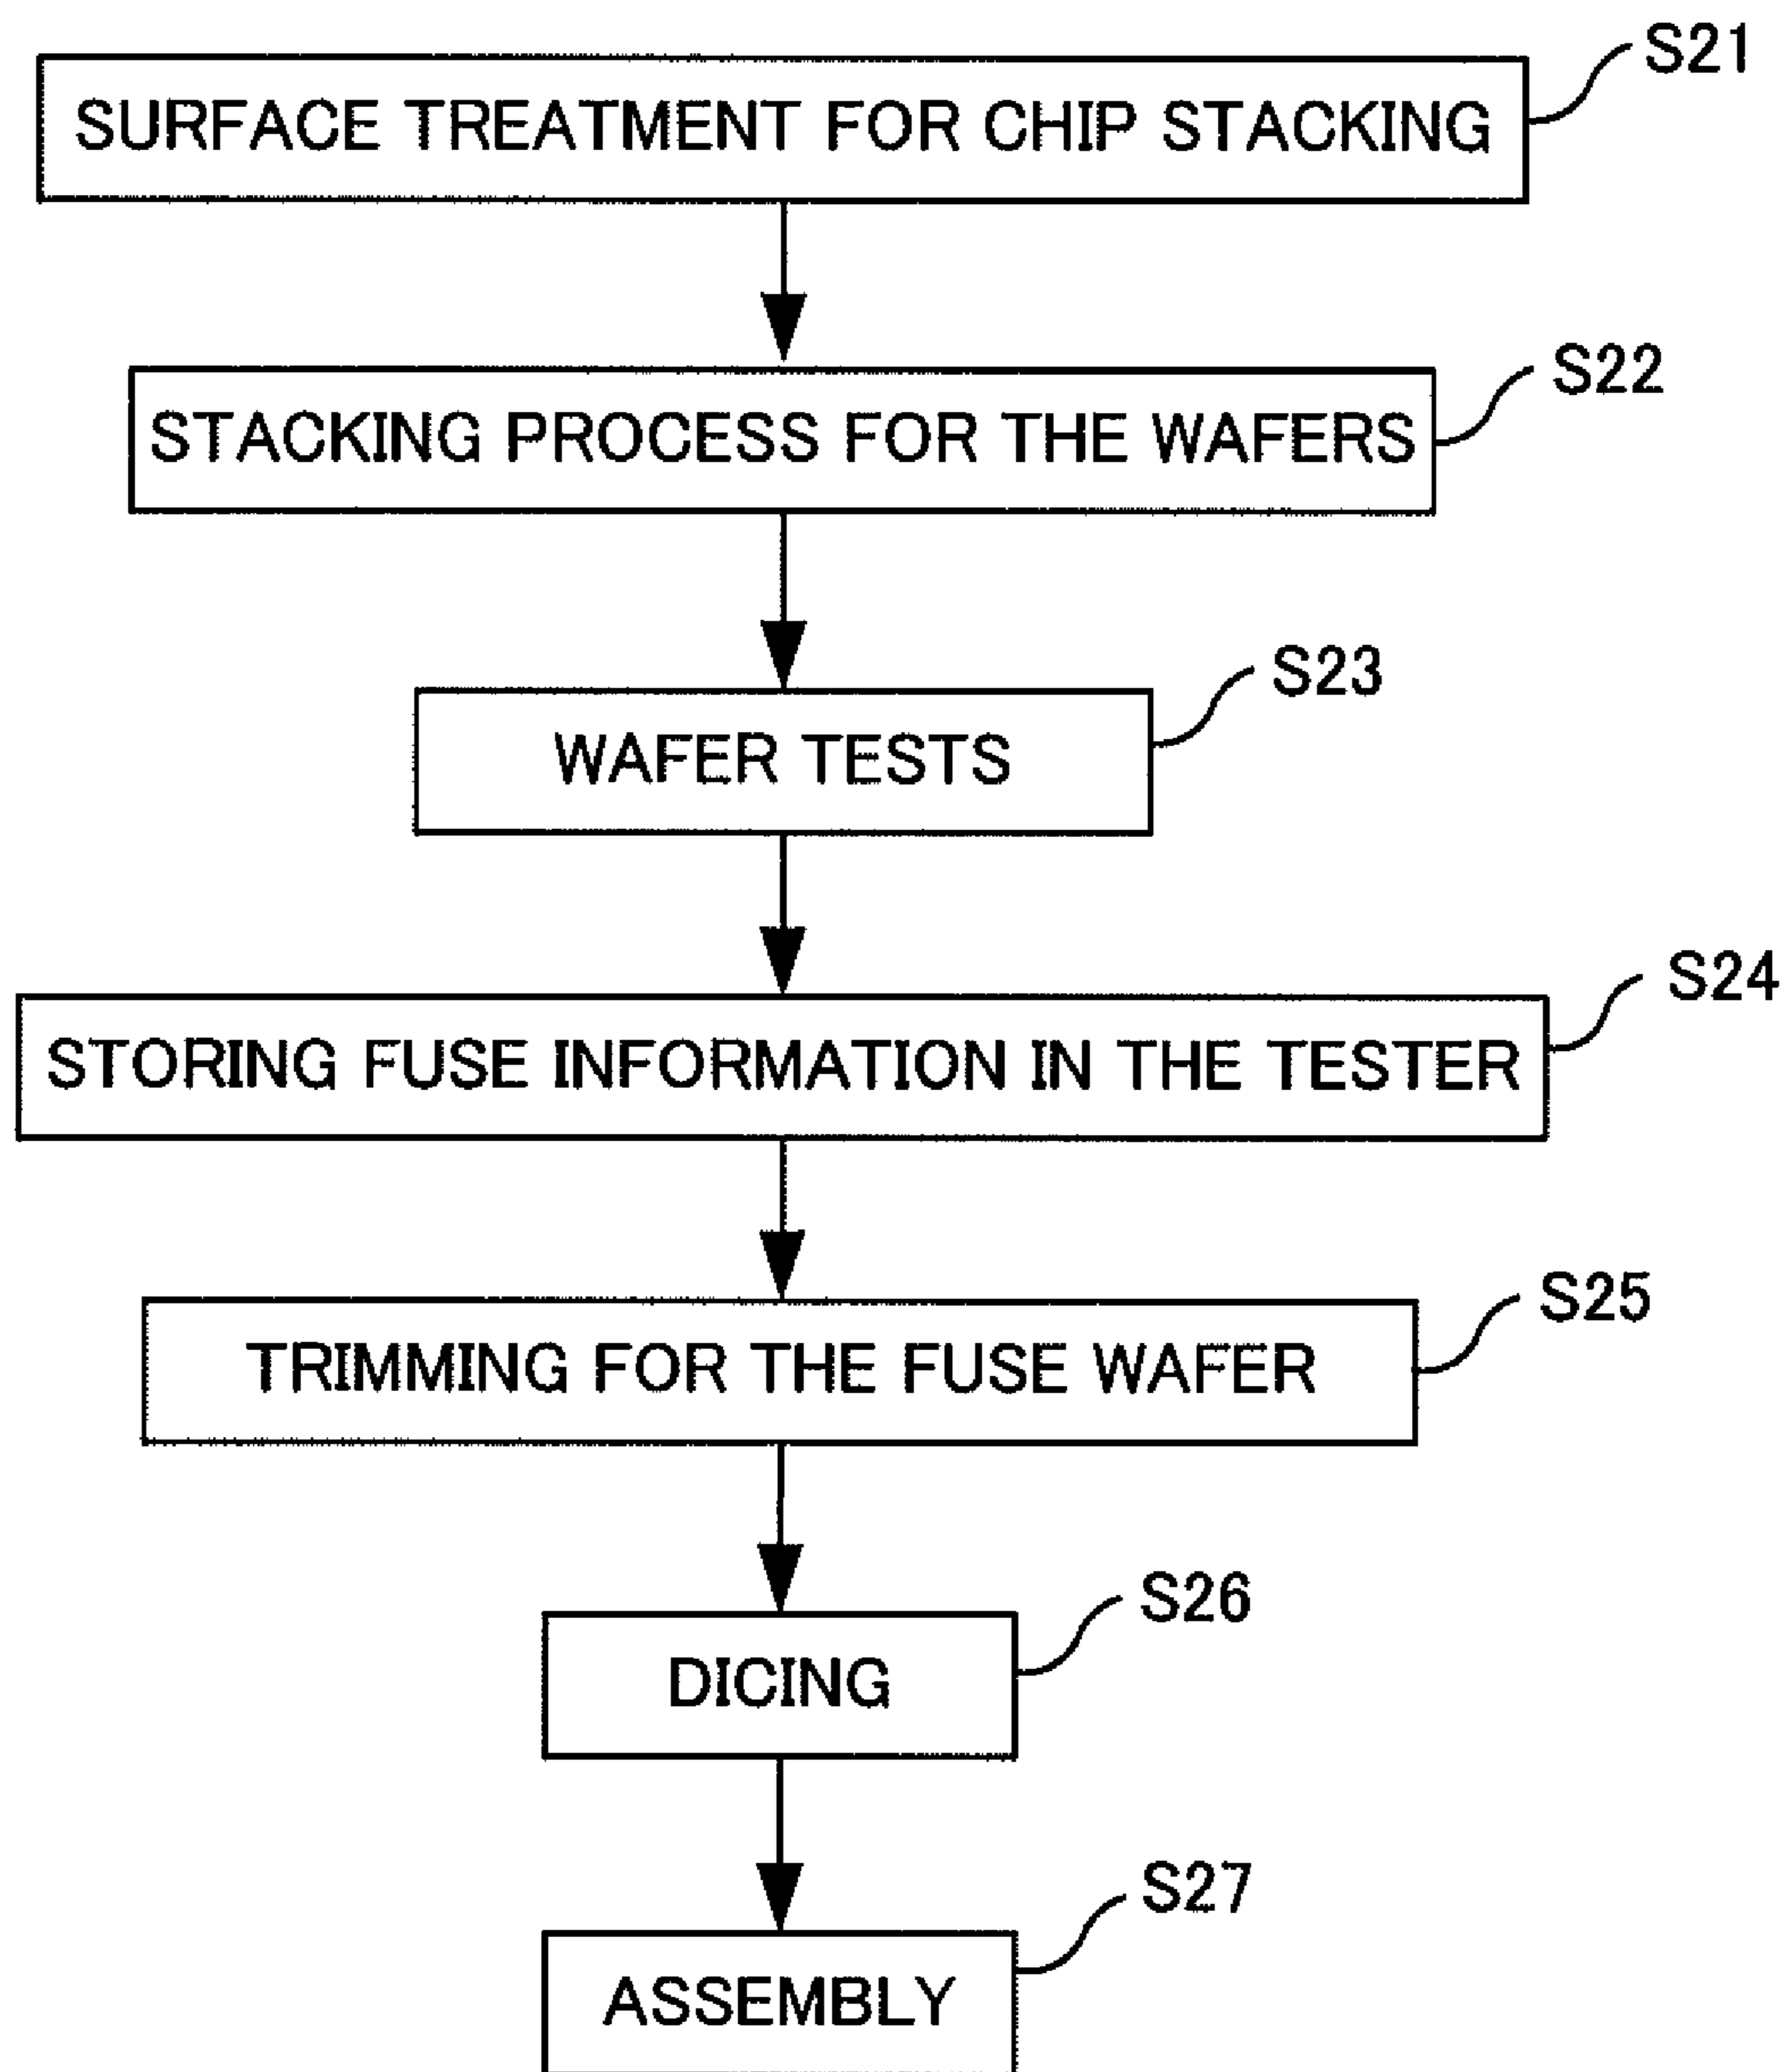 S21
SURFACE TREATMENT FOR CHIP STACKING
S22
STACKING PROCESS FOR THE WAFERS
S23
WAFER TESTS
S24
STORING FUSE INFORMATION IN THE TESTER
S25
TRIMMING FOR THE FUSE WAFER
S26
DICING
S27
ASSEMBLY